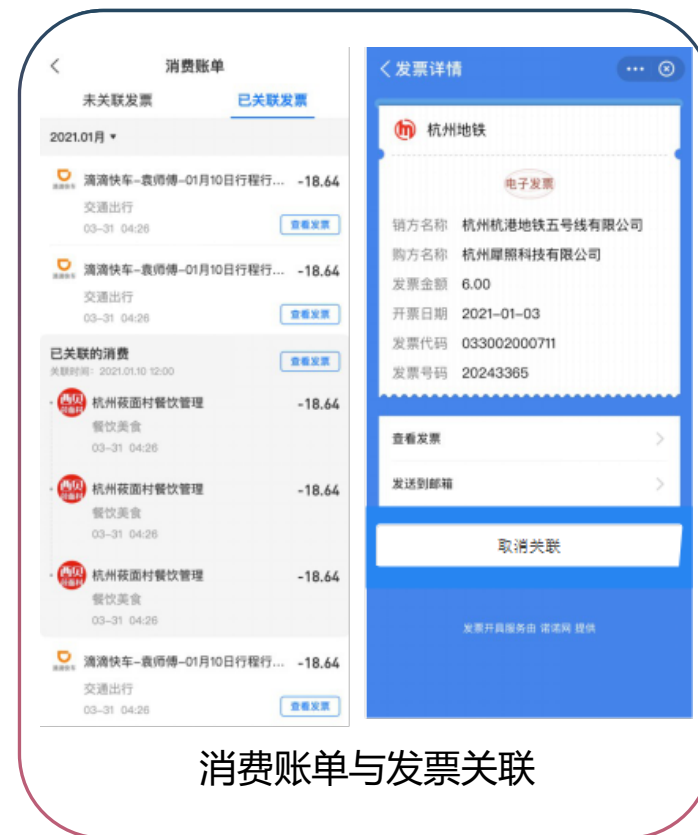 消费账单
未关联发票 已关联发票
2021.01月
滴滴快车-袁师傅-01月10日行程行... -18.64
交通出行
03-31 04:26 查看发票
滴滴快车-袁师傅-01月10日行程行... -18.64
交通出行
03-31 04:26 查看发票
已关联的消费 查看发票
关联时间: 2021.01.10 12:00
杭州莜面村餐饮管理 -18.64
餐饮美食
03-31 04:26
杭州莜面村餐饮管理 -18.64
餐饮美食
03-31 04:26
杭州莜面村餐饮管理 -18.64
餐饮美食
03-31 04:26
滴滴快车-袁师傅-01月10日行程行... -18.64
交通出行
03-31 04:26 查看发票
发票详情
杭州地铁
电子发票
销方名称 杭州杭港地铁五号线有限公司
购方名称 杭州犀照科技有限公司
发票金额 6.00
开票日期 2021-01-03
发票代码 033002000711
发票号码 20243365
查看发票
发送到邮箱
取消关联
发票开具服务由 诺诺网 提供
消费账单与发票关联